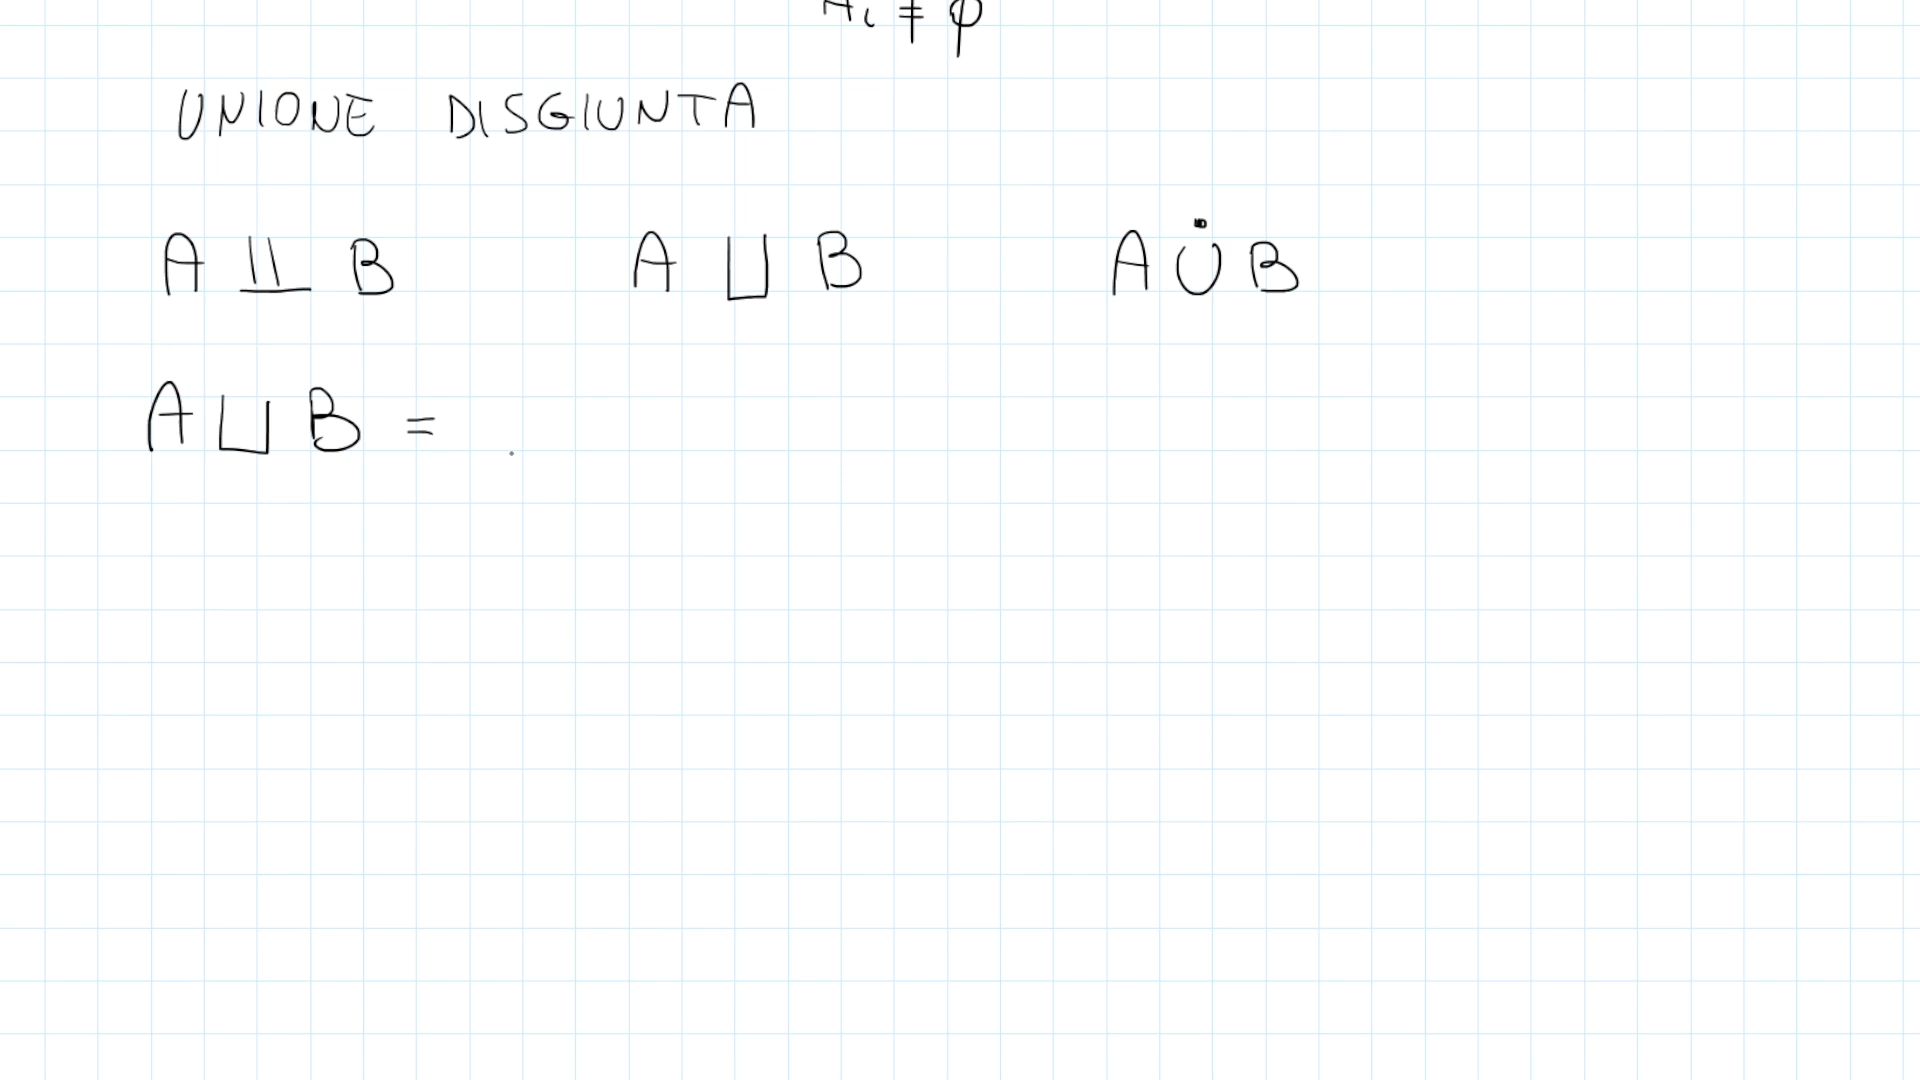 Ai ≠ φ
UNIONE DISGIUNTA
A ⫫ B A ⊔ B A ⊍ B
A ⊔ B =